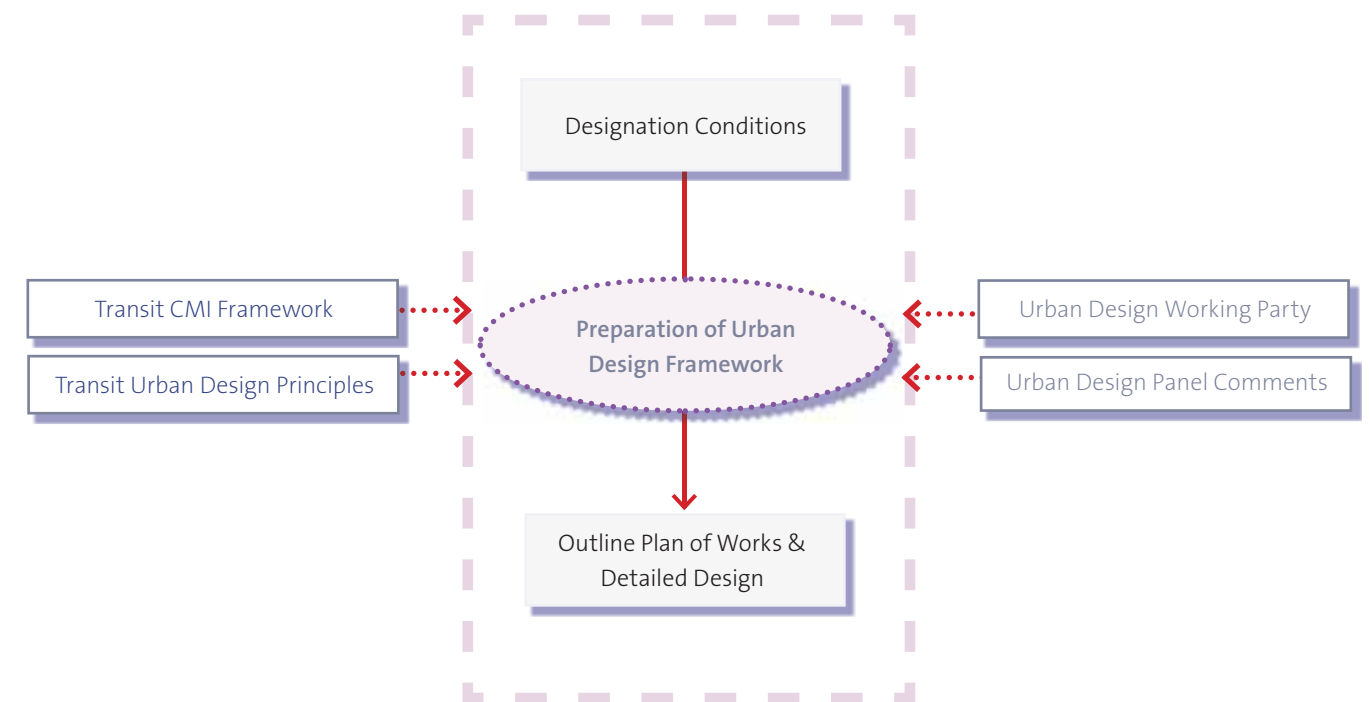 Designation Conditions
Transit CMI Framework
Transit Urban Design Principles
Preparation of Urban
Design Framework
Urban Design Working Party
Urban Design Panel Comments
Outline Plan of Works &
Detailed Design